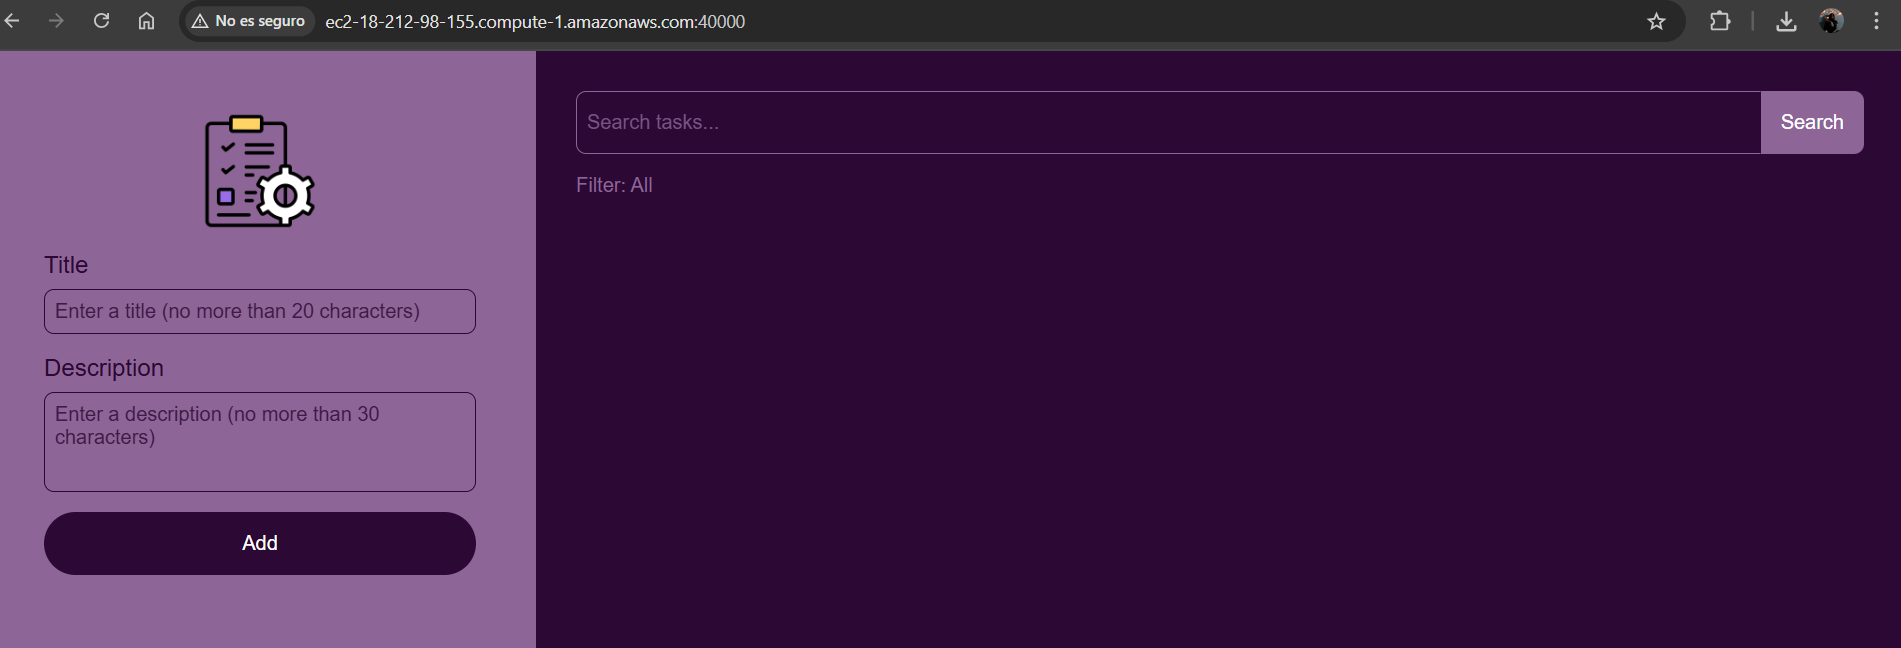 No es seguro
ec2-18-212-98-155.compute-1.amazonaws.com:40000
Title
Enter a title (no more than 20 characters)
Description
Enter a description (no more than 30
characters)
Add
Search tasks...
Search
Filter: All